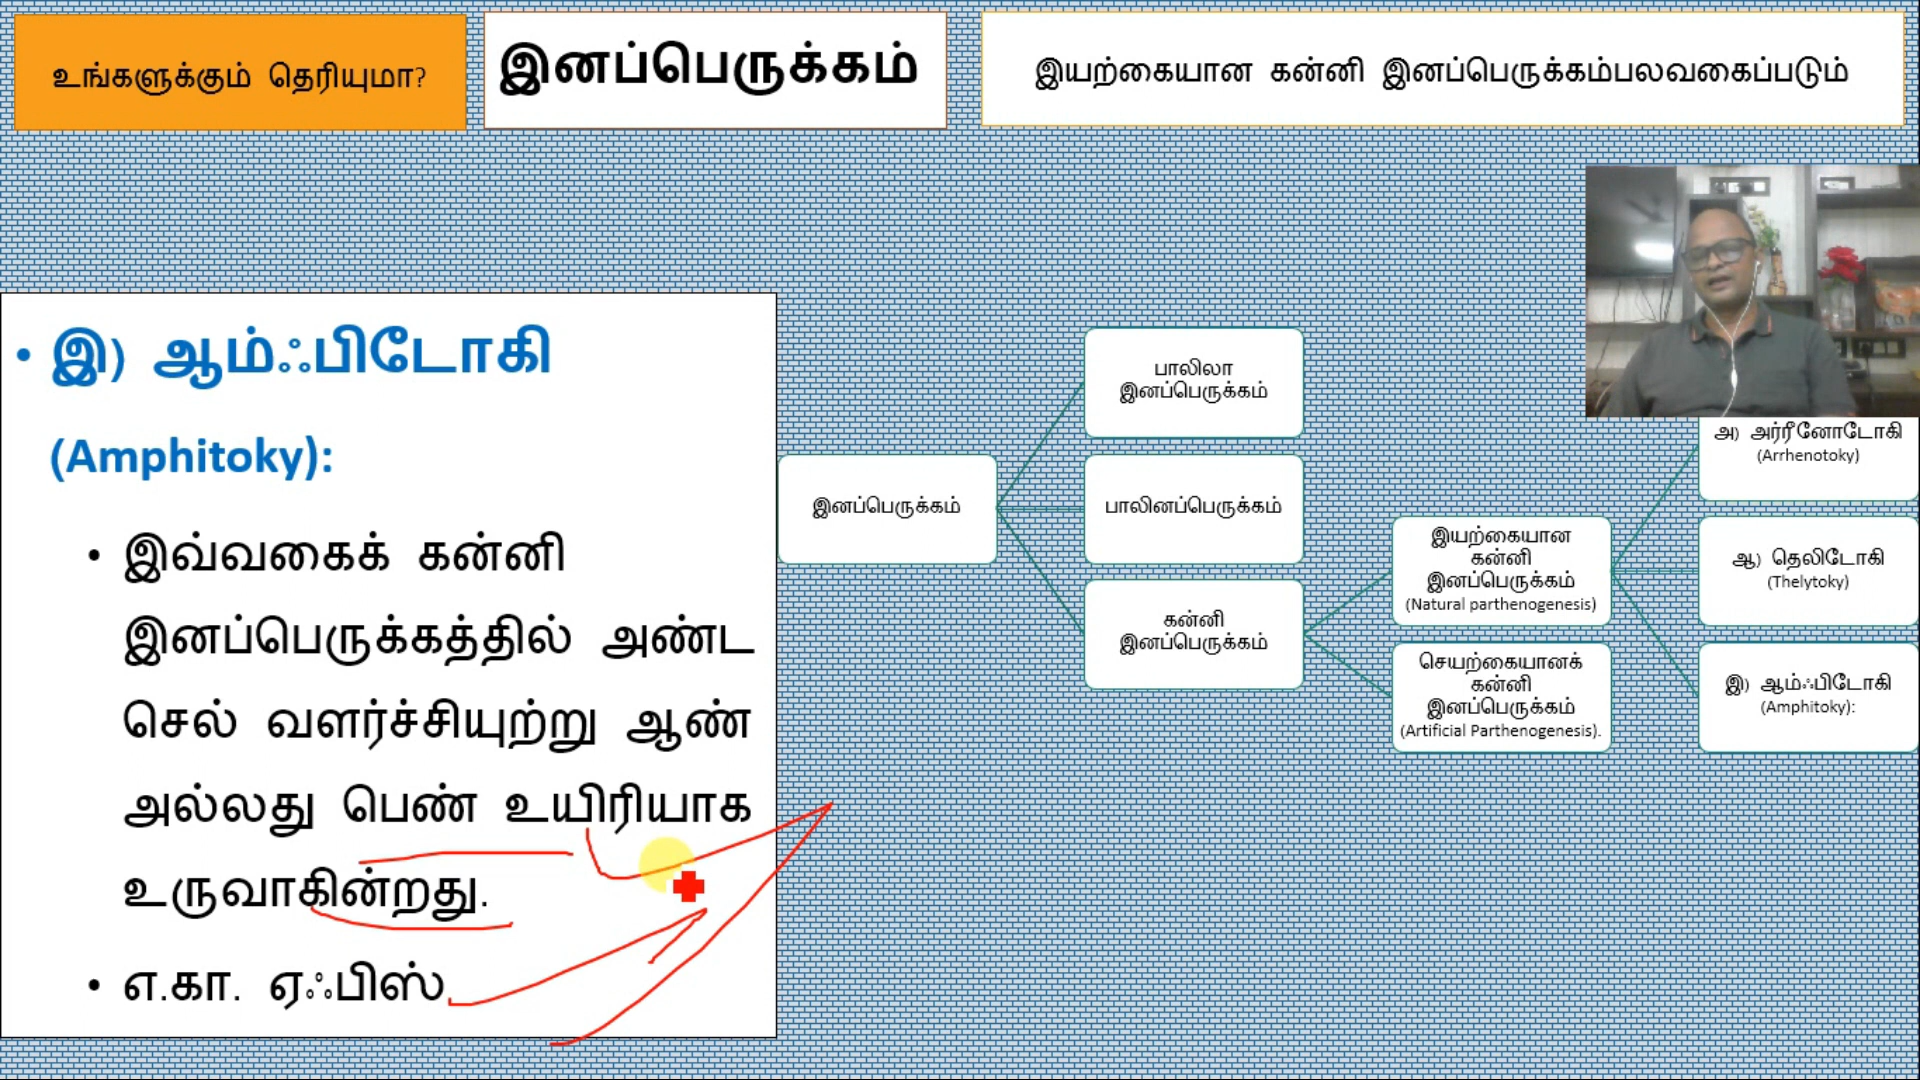 உங்களுக்கும் தெரியுமா?
இனப்பெருக்கம்
இயற்கையான கன்னி இனப்பெருக்கம்பலவகைப்படும்
• இ) ஆம்ஃபிடோகி
(Amphitoky):
• இவ்வகைக் கன்னி
இனப்பெருக்கத்தில் அண்ட
செல் வளர்ச்சியுற்று ஆண்
அல்லது பெண் உயிரியாக
உருவாகின்றது.
• எ.கா. ஏஃபிஸ்
இனப்பெருக்கம்
பாலிலா
இனப்பெருக்கம்
பாலினப்பெருக்கம்
கன்னி
இனப்பெருக்கம்
இயற்கையான
கன்னி
இனப்பெருக்கம்
(Natural parthenogenesis)
செயற்கையானக்
கன்னி
இனப்பெருக்கம்
(Artificial Parthenogenesis).
அ) அர்ரீனோடோகி
(Arrhenotoky)
ஆ) தெலிடோகி
(Thelytoky)
இ) ஆம்ஃபிடோகி
(Amphitoky):